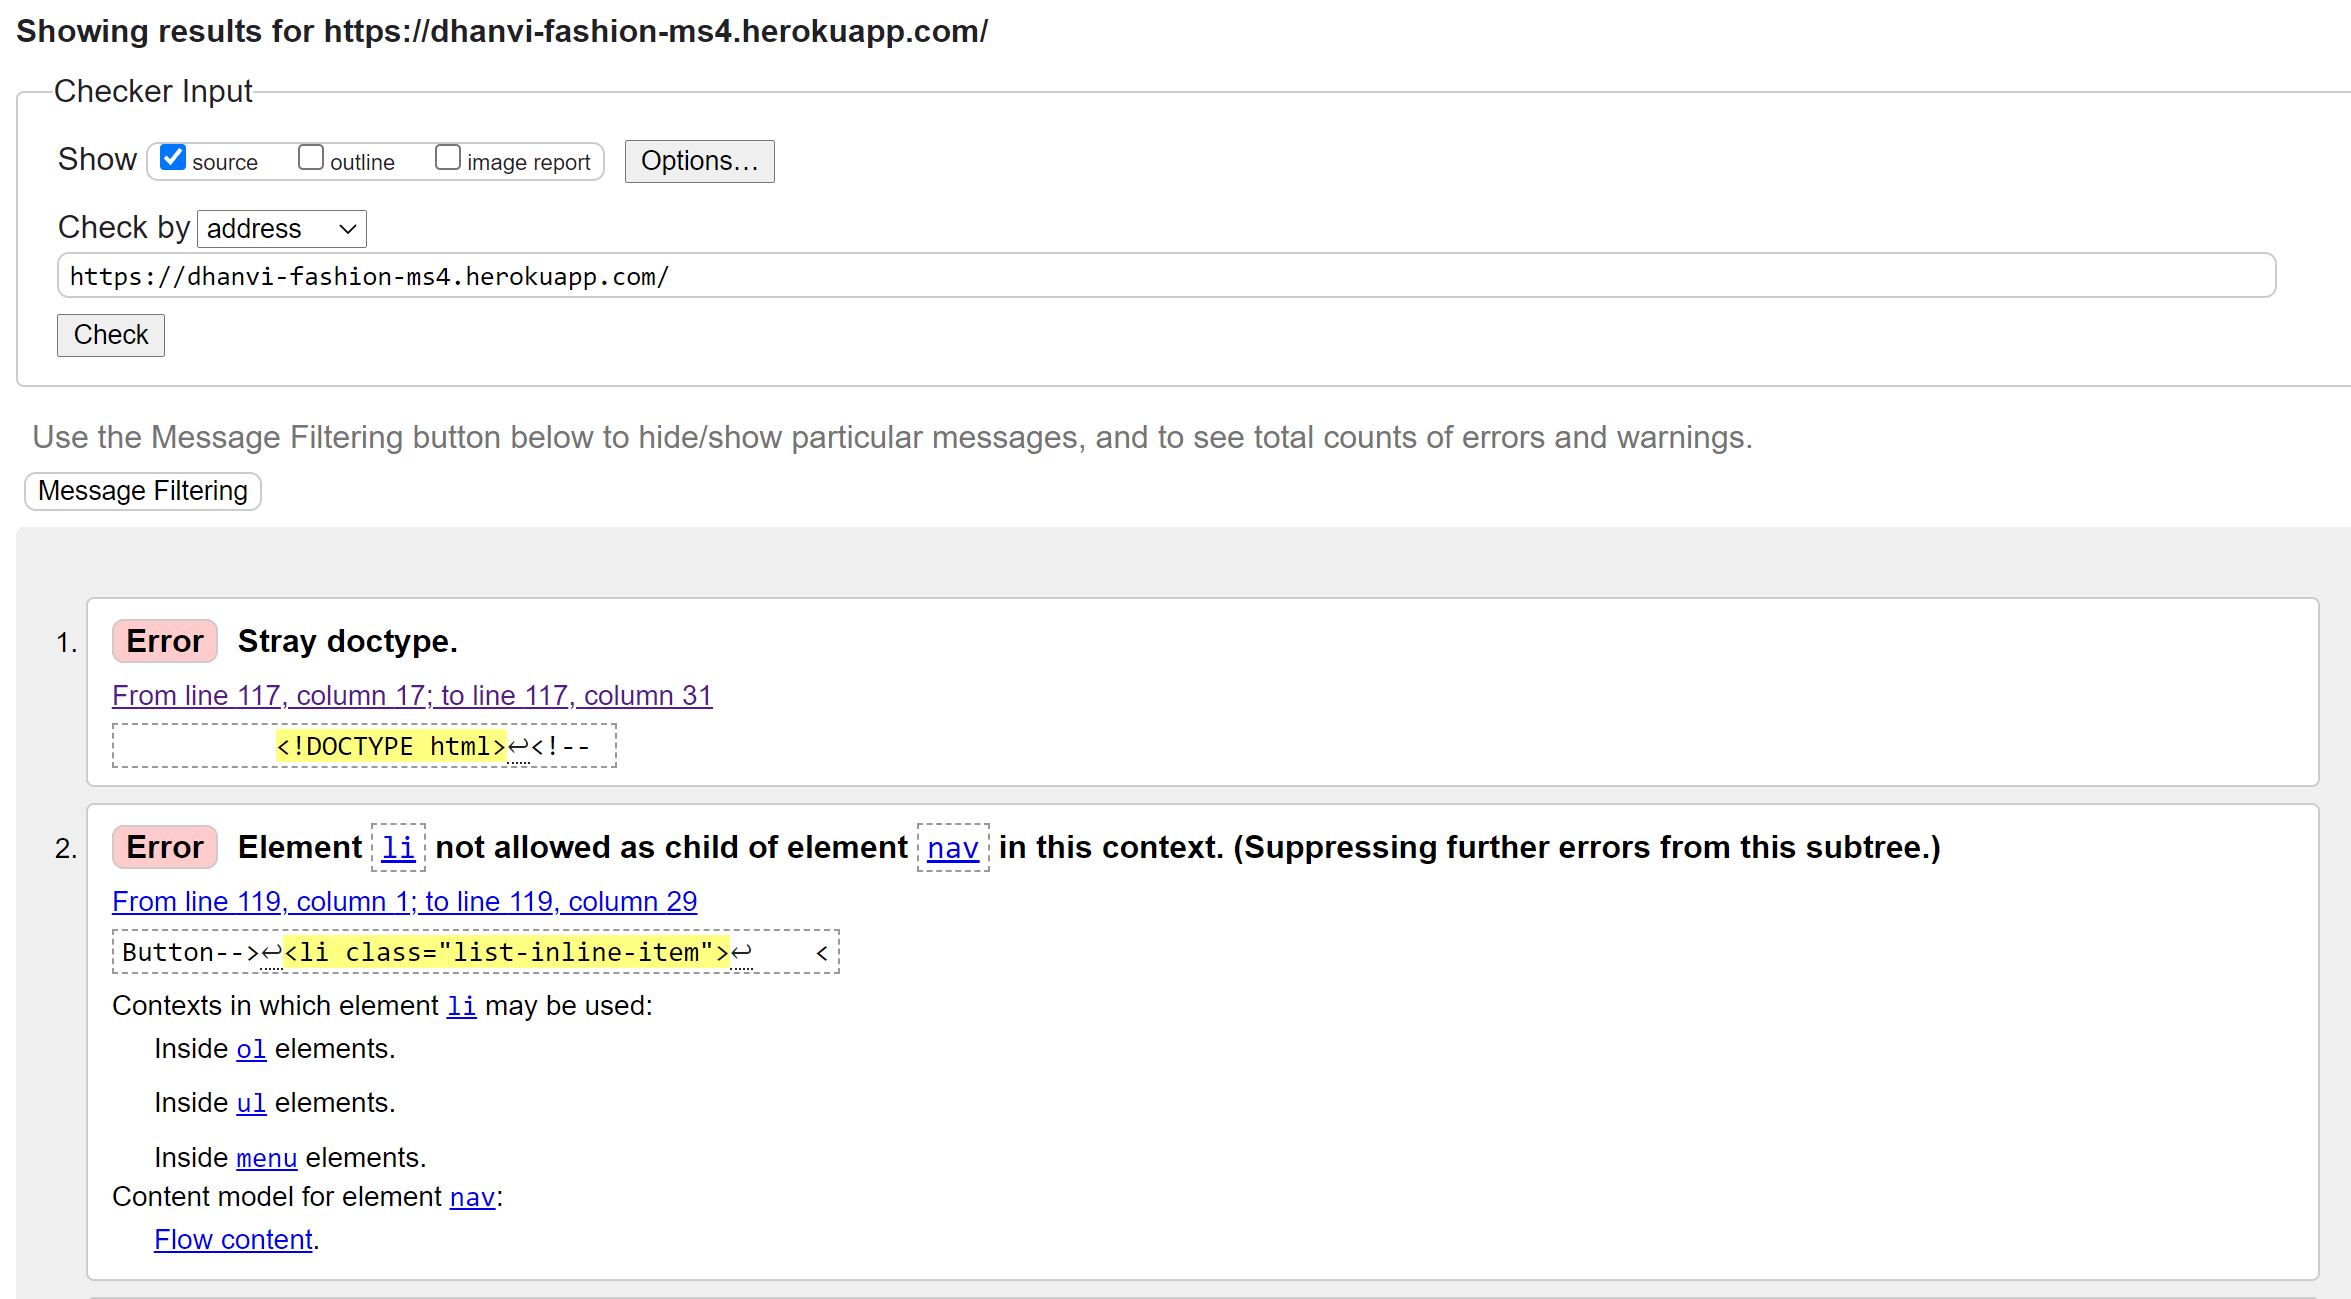 Showing results for https://dhanvi-fashion-ms4.herokuapp.com/
Checker Input
Show source outline image report Options...
Check by address
https://dhanvi-fashion-ms4.herokuapp.com/
Check
Use the Message Filtering button below to hide/show particular messages, and to see total counts of errors and warnings.
Message Filtering
1. Error Stray doctype.
From line 117, column 17; to line 117, column 31
<!DOCTYPE html>↩<!--
2. Error Element li not allowed as child of element nav in this context. (Suppressing further errors from this subtree.)
From line 119, column 1; to line 119, column 29
Button-->↩<li class="list-inline-item">↩    <
Contexts in which element li may be used:
Inside ol elements.
Inside ul elements.
Inside menu elements.
Content model for element nav:
Flow content.